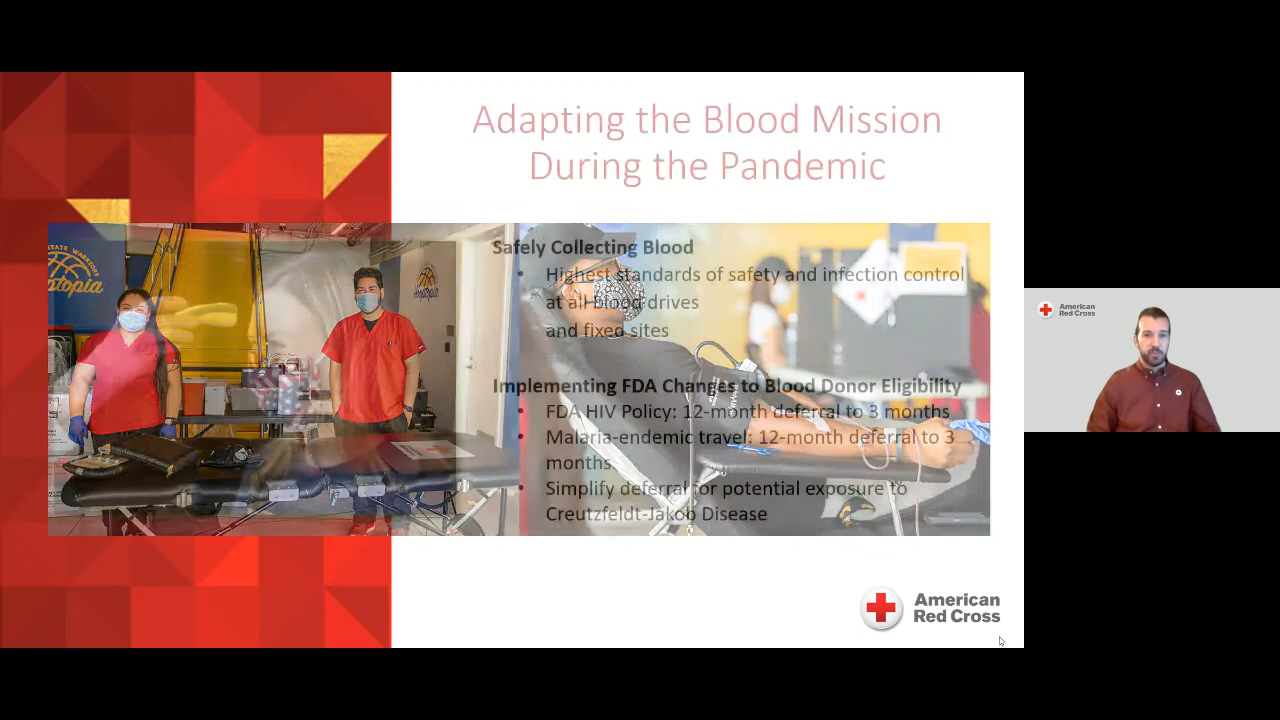 Adapting the Blood Mission
During the Pandemic
STATE WARRIORS
Hooptopia
Safely Collecting Blood
• Highest standards of safety and infection control
at all blood drives
and fixed sites
Implementing FDA Changes to Blood Donor Eligibility
• FDA HIV Policy: 12-month deferral to 3 months
• Malaria-endemic travel: 12-month deferral to 3
months
• Simplify deferral for potential exposure to
Creutzfeldt-Jakob Disease
American
Red Cross
American
Red Cross